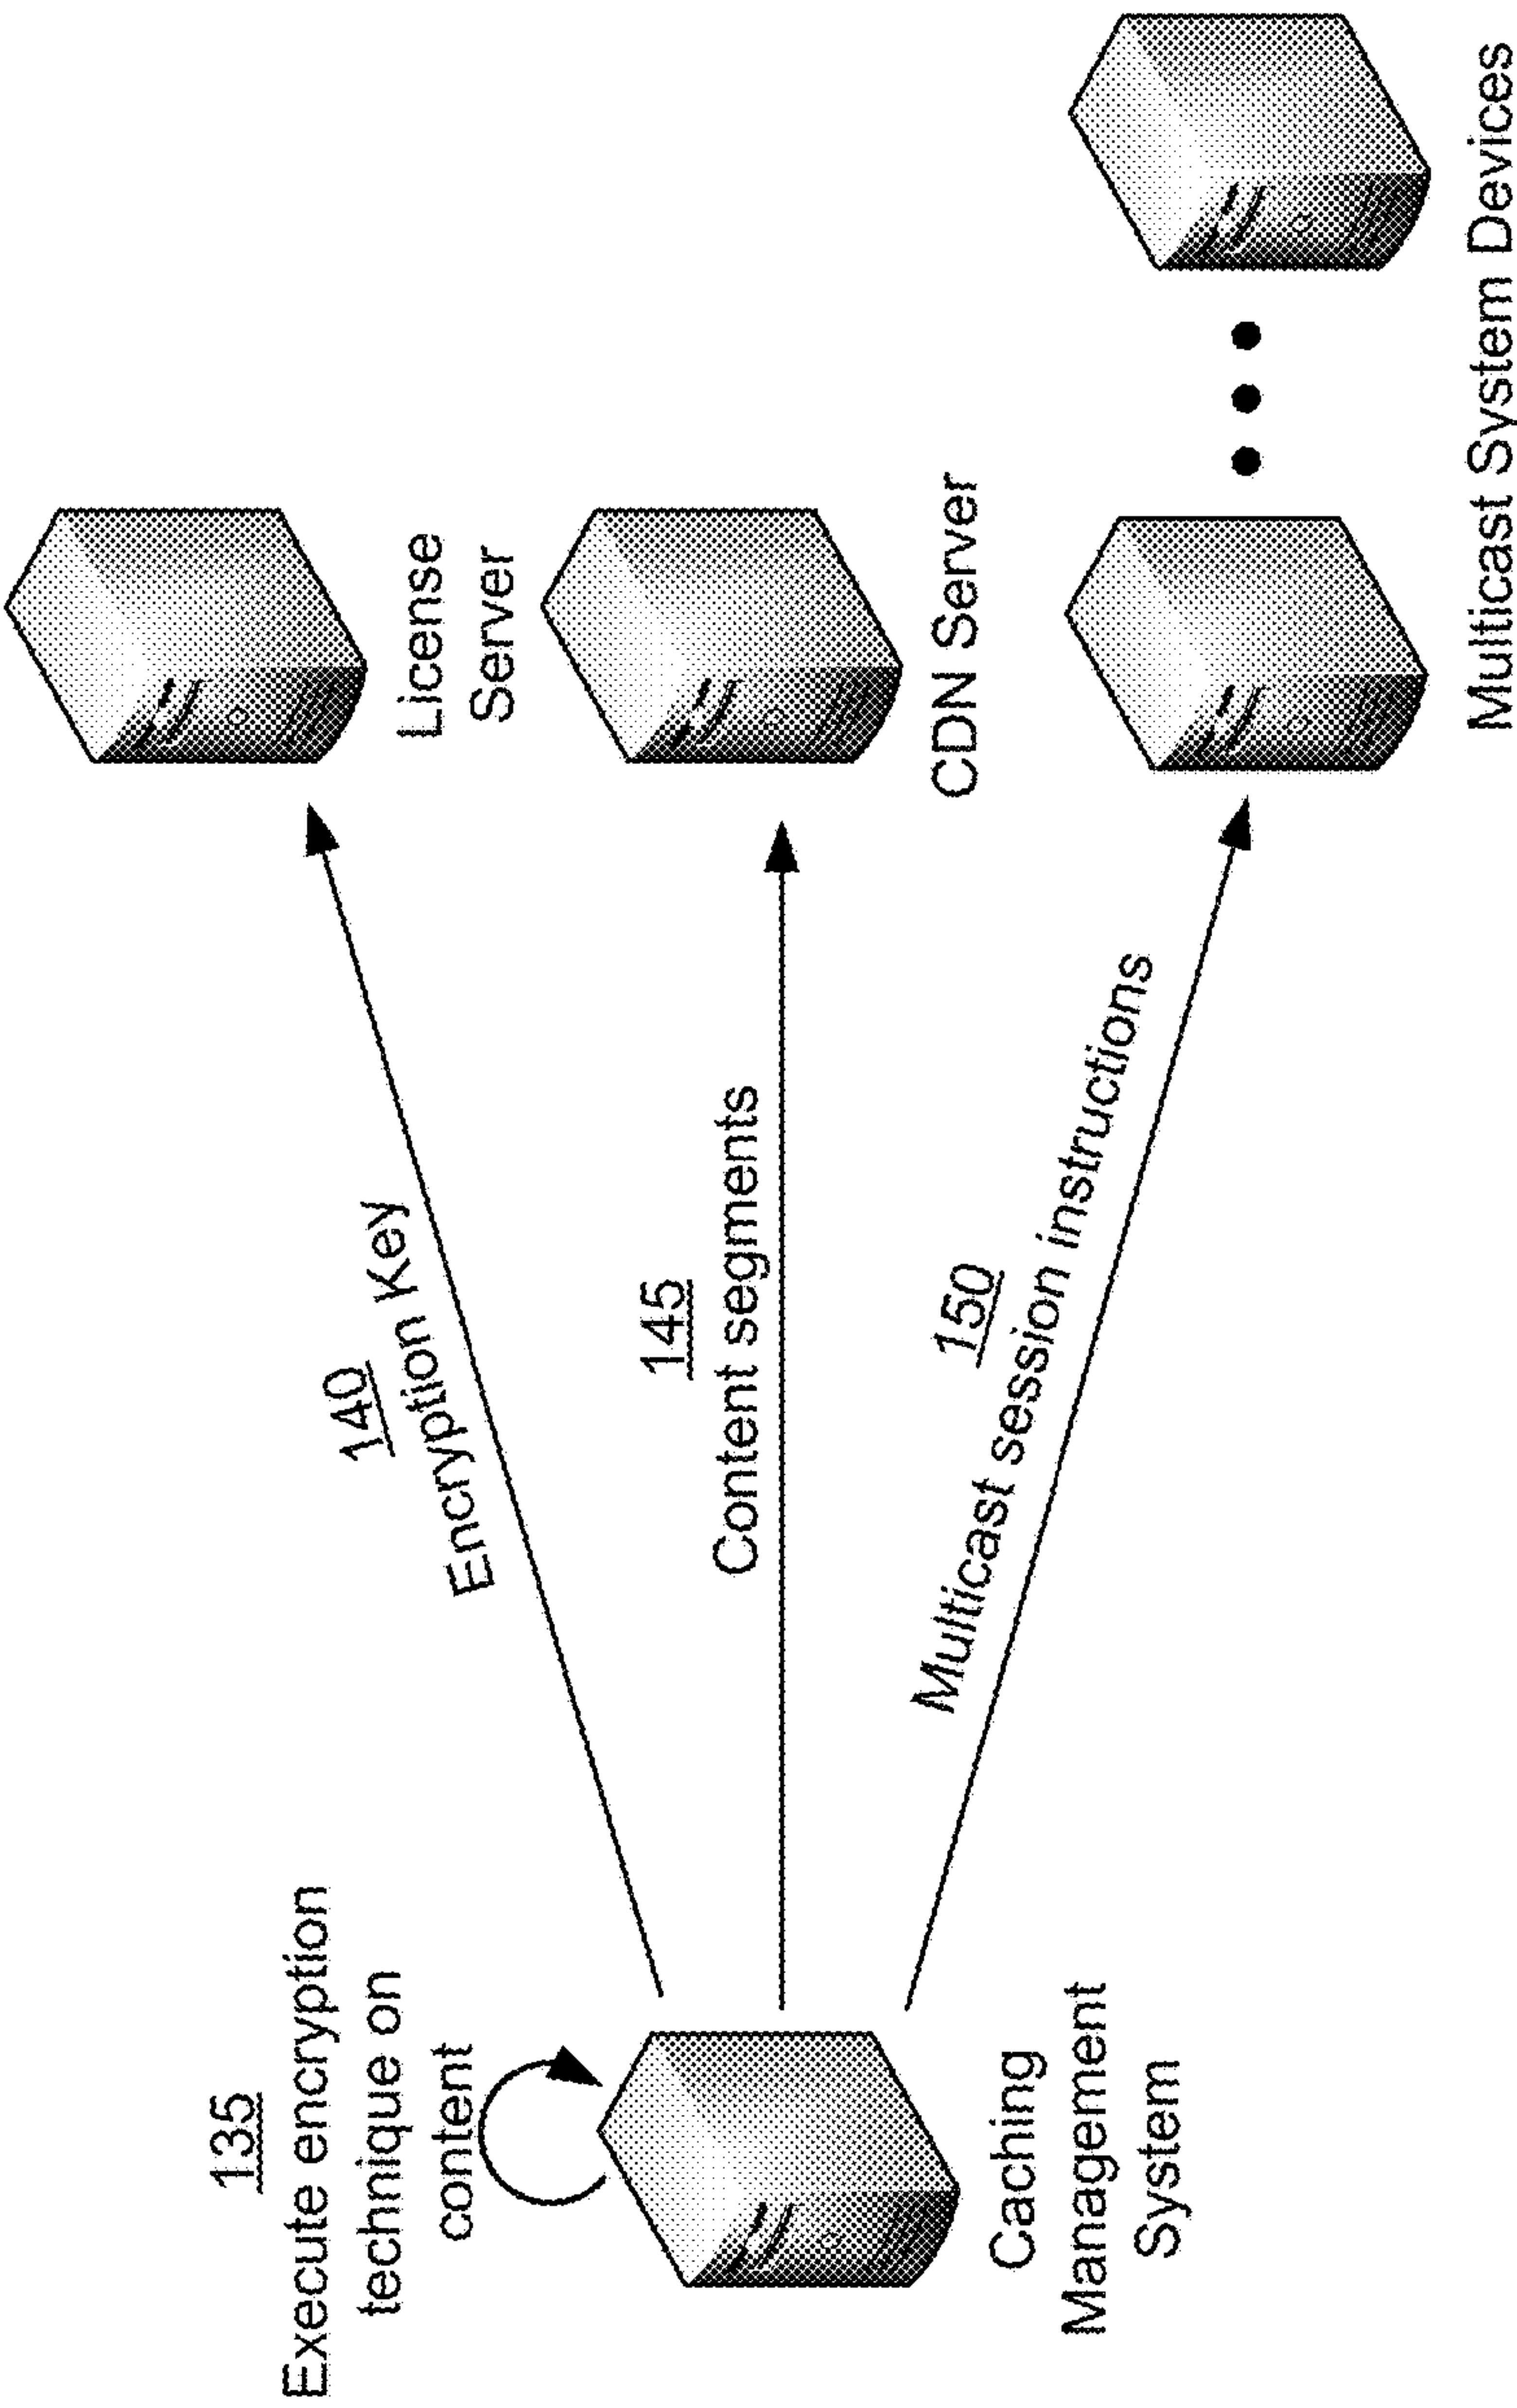 135
Execute encryption
technique on
content
Caching
Management
System
140
Encryption Key
145
Content segments
150
Multicast session instructions
License
Server
CDN Server
Multicast System Devices